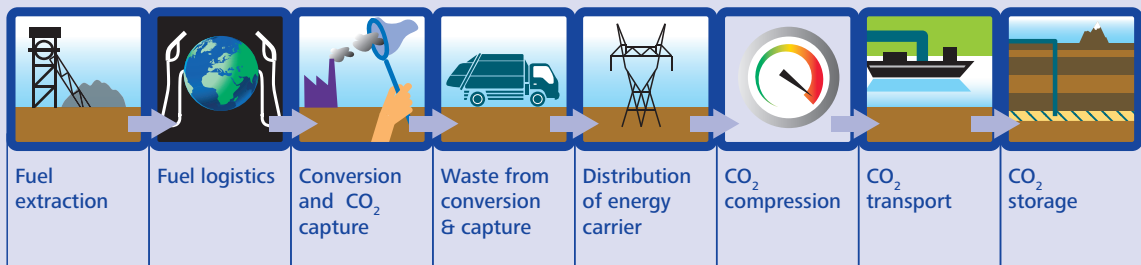 Fuel
extraction
Fuel logistics
Conversion
and CO₂
capture
Waste from
conversion
& capture
Distribution
of energy
carrier
CO₂
compression
CO₂
transport
CO₂
storage